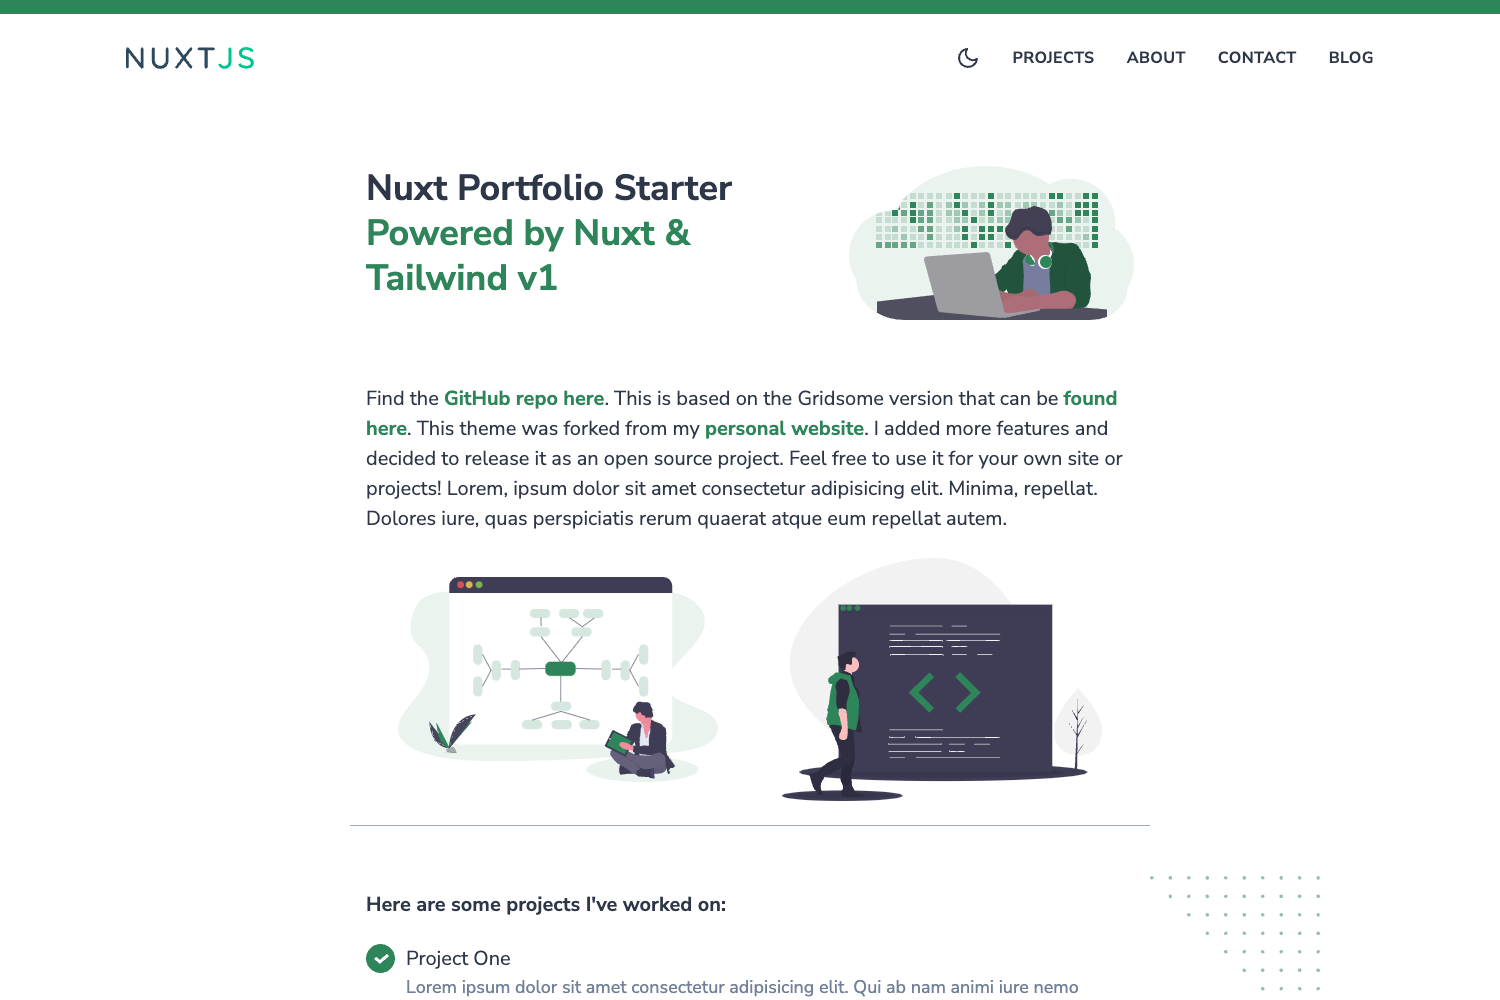 NUXTJS
PROJECTS ABOUT CONTACT BLOG
Nuxt Portfolio Starter
Powered by Nuxt &
Tailwind v1
Find the GitHub repo here. This is based on the Gridsome version that can be found
here. This theme was forked from my personal website. I added more features and
decided to release it as an open source project. Feel free to use it for your own site or
projects! Lorem, ipsum dolor sit amet consectetur adipisicing elit. Minima, repellat.
Dolores iure, quas perspiciatis rerum quaerat atque eum repellat autem.
Here are some projects I've worked on:
Project One
Lorem ipsum dolor sit amet consectetur adipisicing elit. Qui ab nam animi iure nemo